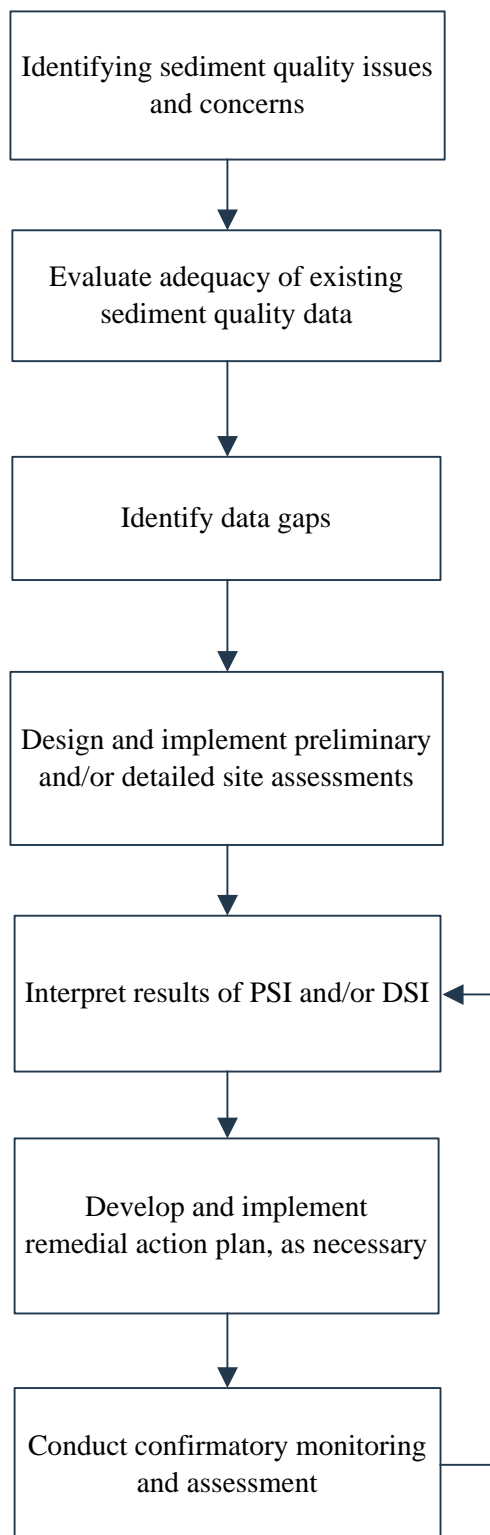 Identifying sediment quality issues
and concerns
Evaluate adequacy of existing
sediment quality data
Identify data gaps
Design and implement preliminary
and/or detailed site assessments
Interpret results of PSI and/or DSI
Develop and implement
remedial action plan, as necessary
Conduct confirmatory monitoring
and assessment